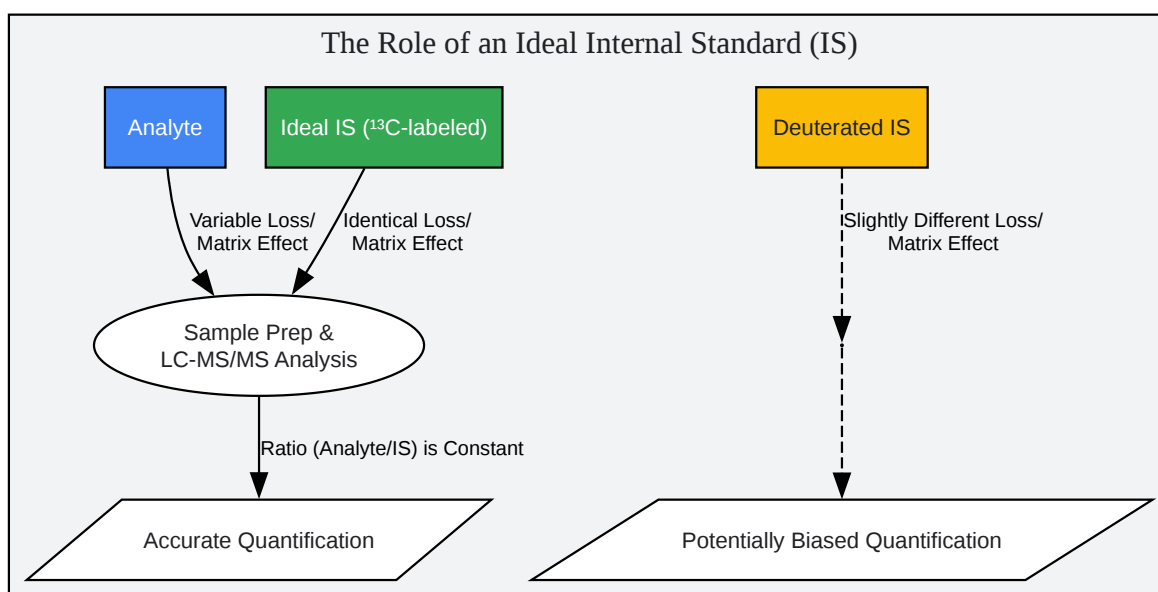 The Role of an Ideal Internal Standard (IS)
Analyte
Ideal IS (¹³C-labeled)
Deuterated IS
Variable Loss/
Matrix Effect
Identical Loss/
Matrix Effect
Slightly Different Loss/
Matrix Effect
Sample Prep &
LC-MS/MS Analysis
Ratio (Analyte/IS) is Constant
Accurate Quantification
Potentially Biased Quantification